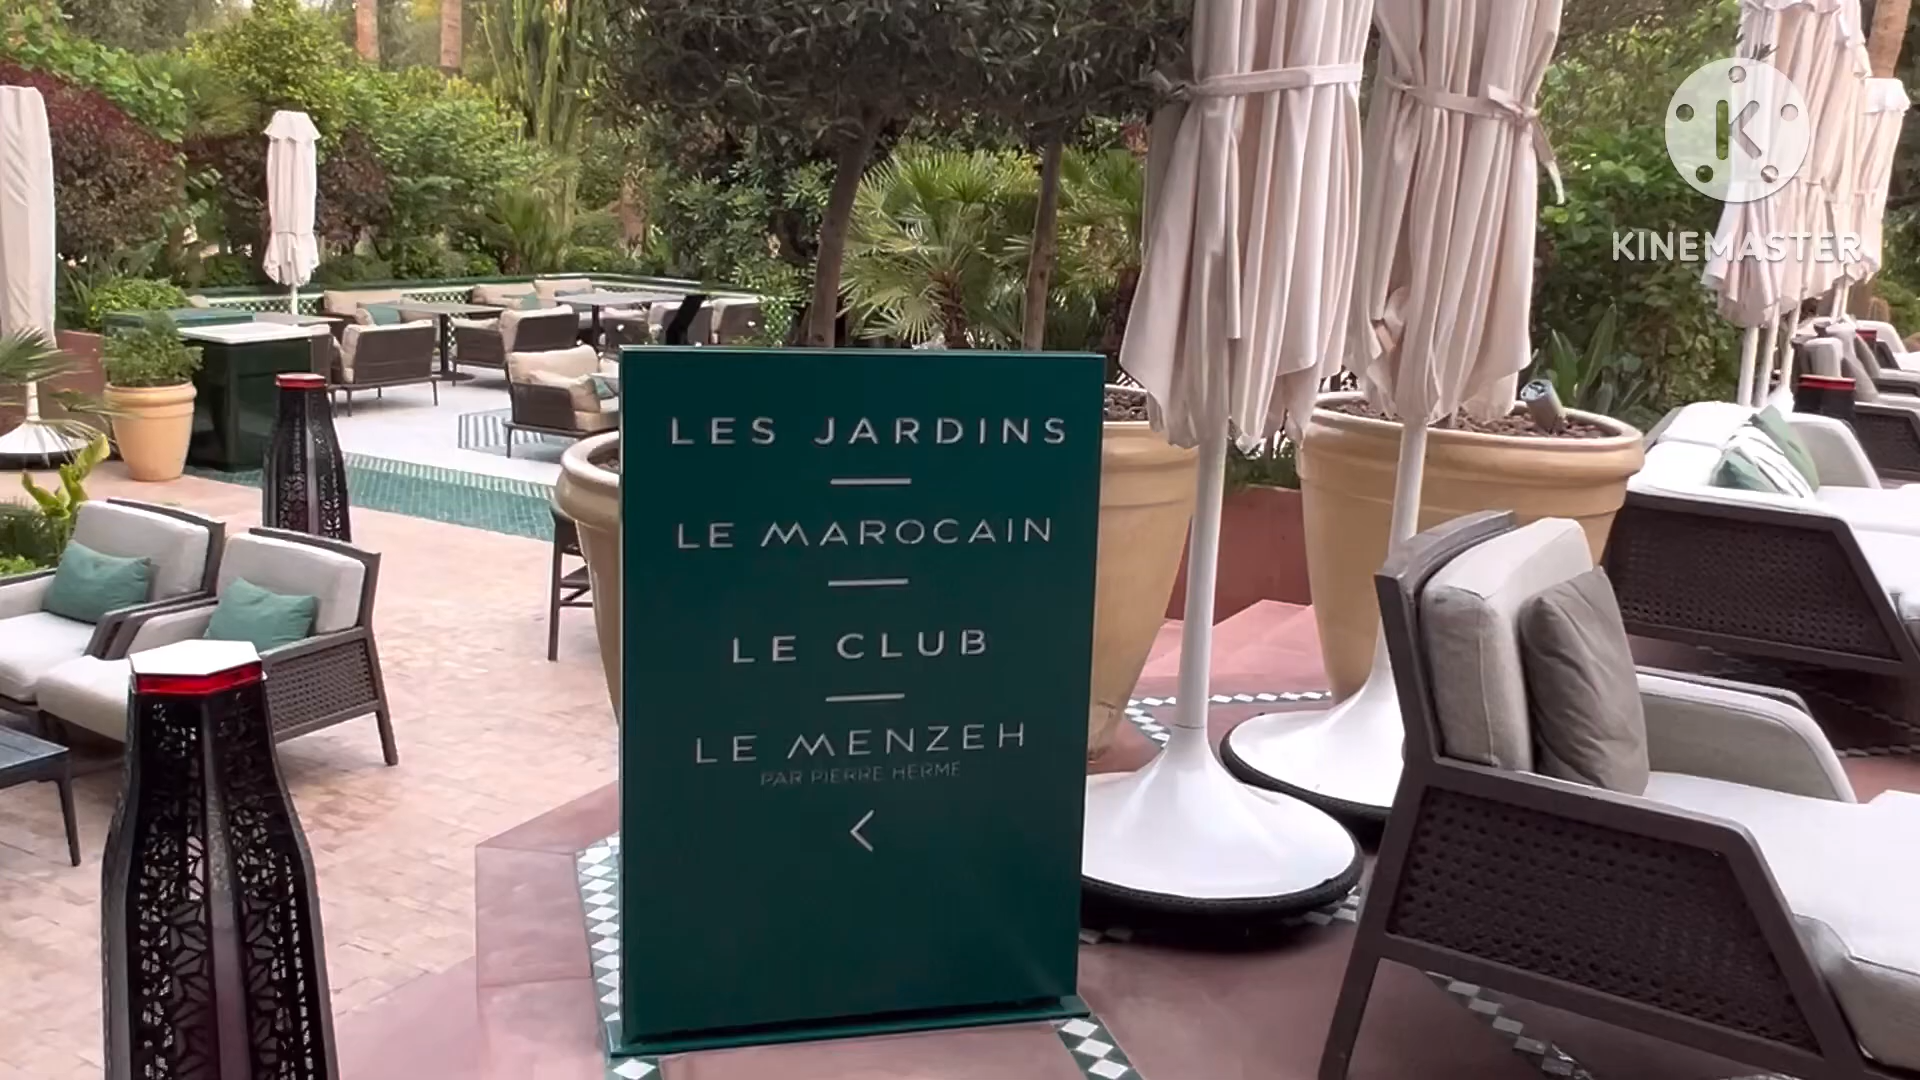 LES JARDINS
LE MAROCAIN
LE CLUB
LE MENZEH
PAR PIERRE HERMÉ
K
KINEMASTER